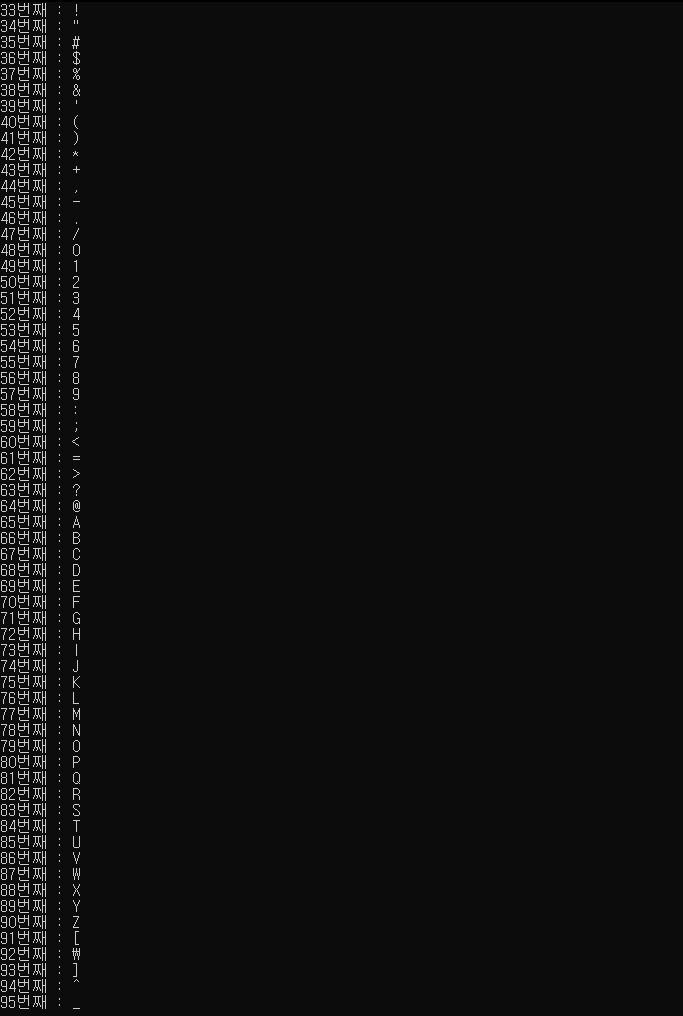 33번째 : !
34번째 : "
35번째 : #
36번째 : $
37번째 : %
38번째 : &
39번째 : '
40번째 : (
41번째 : )
42번째 : *
43번째 : +
44번째 : ,
45번째 : -
46번째 : .
47번째 : /
48번째 : 0
49번째 : 1
50번째 : 2
51번째 : 3
52번째 : 4
53번째 : 5
54번째 : 6
55번째 : 7
56번째 : 8
57번째 : 9
58번째 : :
59번째 : ;
60번째 : <
61번째 : =
62번째 : >
63번째 : ?
64번째 : @
65번째 : A
66번째 : B
67번째 : C
68번째 : D
69번째 : E
70번째 : F
71번째 : G
72번째 : H
73번째 : I
74번째 : J
75번째 : K
76번째 : L
77번째 : M
78번째 : N
79번째 : O
80번째 : P
81번째 : Q
82번째 : R
83번째 : S
84번째 : T
85번째 : U
86번째 : V
87번째 : W
88번째 : X
89번째 : Y
90번째 : Z
91번째 : [
92번째 : ₩
93번째 : ]
94번째 : ^
95번째 : _